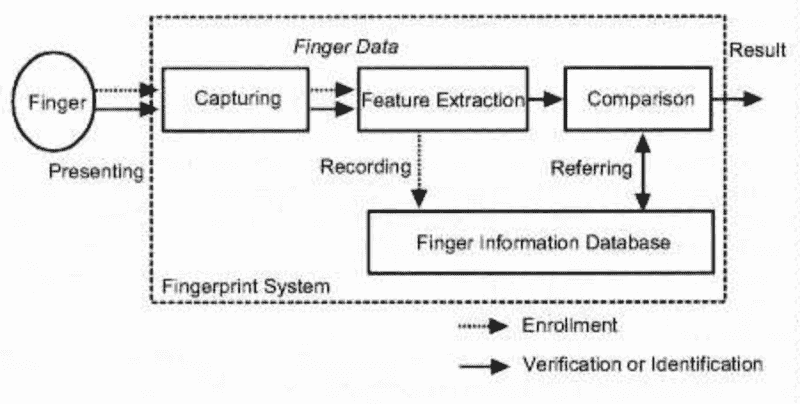 Finger Data
Result
Finger
Capturing
Feature Extraction
Comparison
Presenting
Recording
Referring
Finger Information Database
Fingerprint System
Enrollment
Verification or Identification